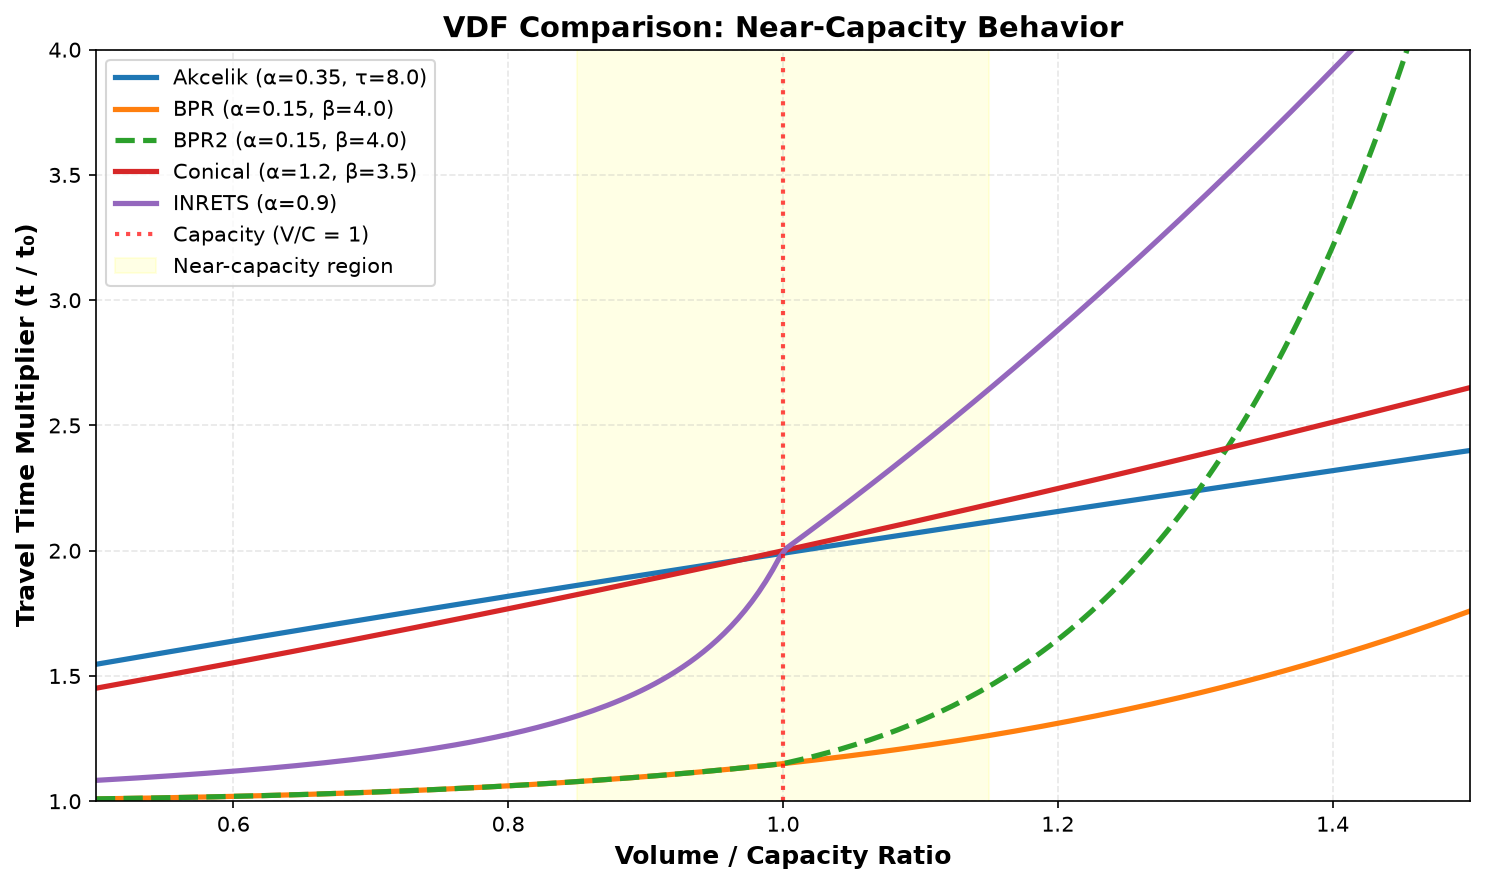 VDF Comparison: Near-Capacity Behavior
Travel Time Multiplier (t / t₀)
4.0
3.5
3.0
2.5
2.0
1.5
1.0
Akcelik (α=0.35, τ=8.0)
BPR (α=0.15, β=4.0)
BPR2 (α=0.15, β=4.0)
Conical (α=1.2, β=3.5)
INRETS (α=0.9)
Capacity (V/C = 1)
Near-capacity region
0.6 0.8 1.0 1.2 1.4
Volume / Capacity Ratio